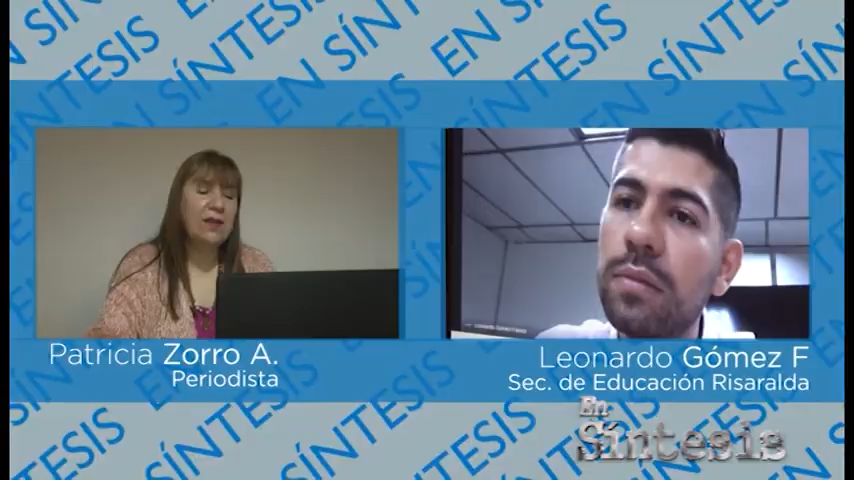 EN SÍNTESIS
Patricia Zorro A.
Periodista
Leonardo Gómez F
Sec. de Educación Risaralda
En
Síntesis